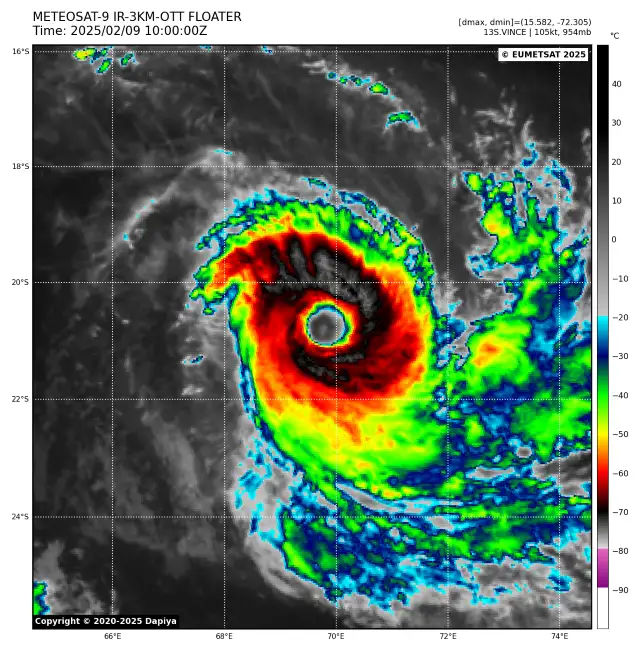 METEOSAT-9 IR-3KM-OTT FLOATER
Time: 2025/02/09 10:00:00Z
[dmax, dmin]=(15.582, -72.305)
13S.VINCE | 105kt, 954mb
°C
© EUMETSAT 2025
16°S
18°S
20°S
22°S
24°S
40
30
20
10
0
−10
−20
−30
−40
−50
−60
−70
−80
−90
Copyright © 2020-2025 Dapiya
66°E
68°E
70°E
72°E
74°E